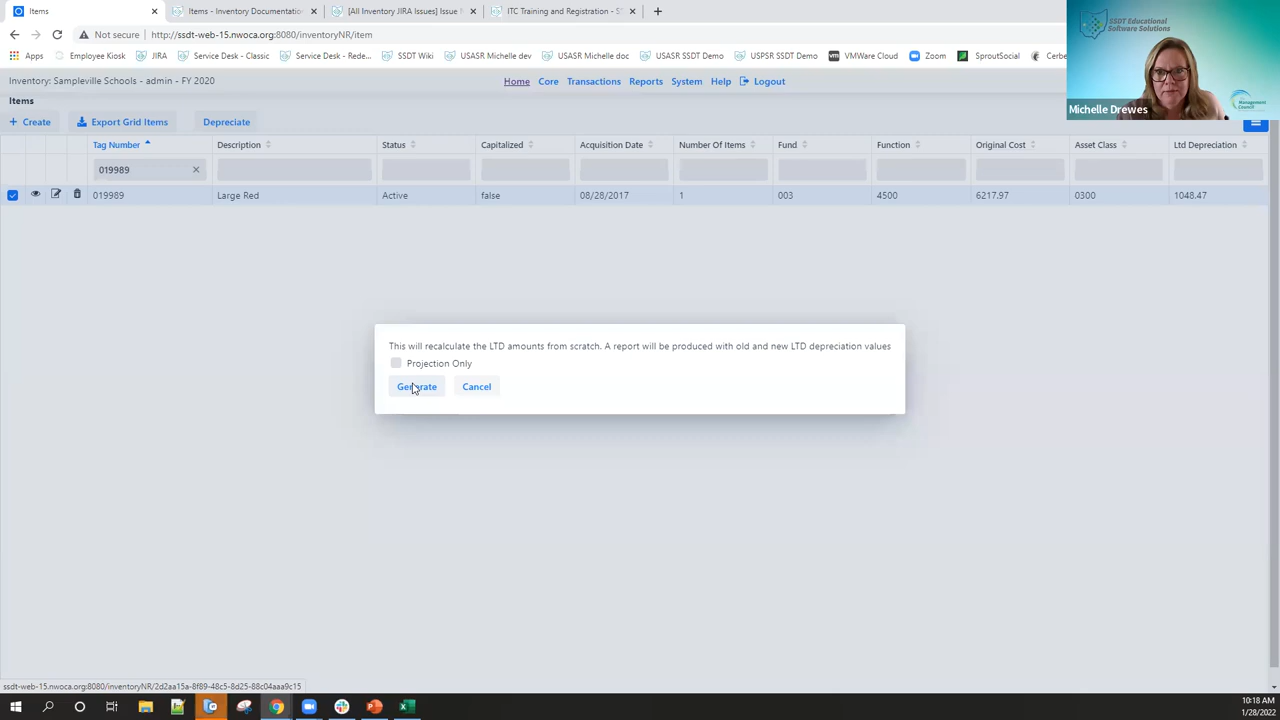 Items
Items - Inventory Documentatio
[All Inventory JIRA Issues] Issue
ITC Training and Registration - S
Not secure
http://ssdt-web-15.nwoca.org:8080/inventoryNR/item
Apps
Employee Kiosk
JIRA
Service Desk - Classic
Service Desk - Rede...
SSDT Wiki
USASR Michelle dev
USASR Michelle doc
USASR SSDT Demo
USPSR SSDT Demo
VMWare Cloud
Zoom
SproutSocial
Cerbe
SSDT Educational
Software Solutions
Management
Council
Michelle Drewes
Inventory: Sampleville Schools - admin - FY 2020
Home
Core
Transactions
Reports
System
Help
Logout
Items
+ Create
Export Grid Items
Depreciate
Tag Number
Description
Status
Capitalized
Acquisition Date
Number Of Items
Fund
Function
Original Cost
Asset Class
Ltd Depreciation
019989
019989
Large Red
Active
false
08/28/2017
1
003
4500
6217.97
0300
1048.47
This will recalculate the LTD amounts from scratch. A report will be produced with old and new LTD depreciation values
Projection Only
Generate
Cancel
ssdt-web-15.nwoca.org:8080/inventoryNR/2d2aa15a-8f89-48c5-8d25-88c04aaa9c15
10:18 AM
1/28/2022